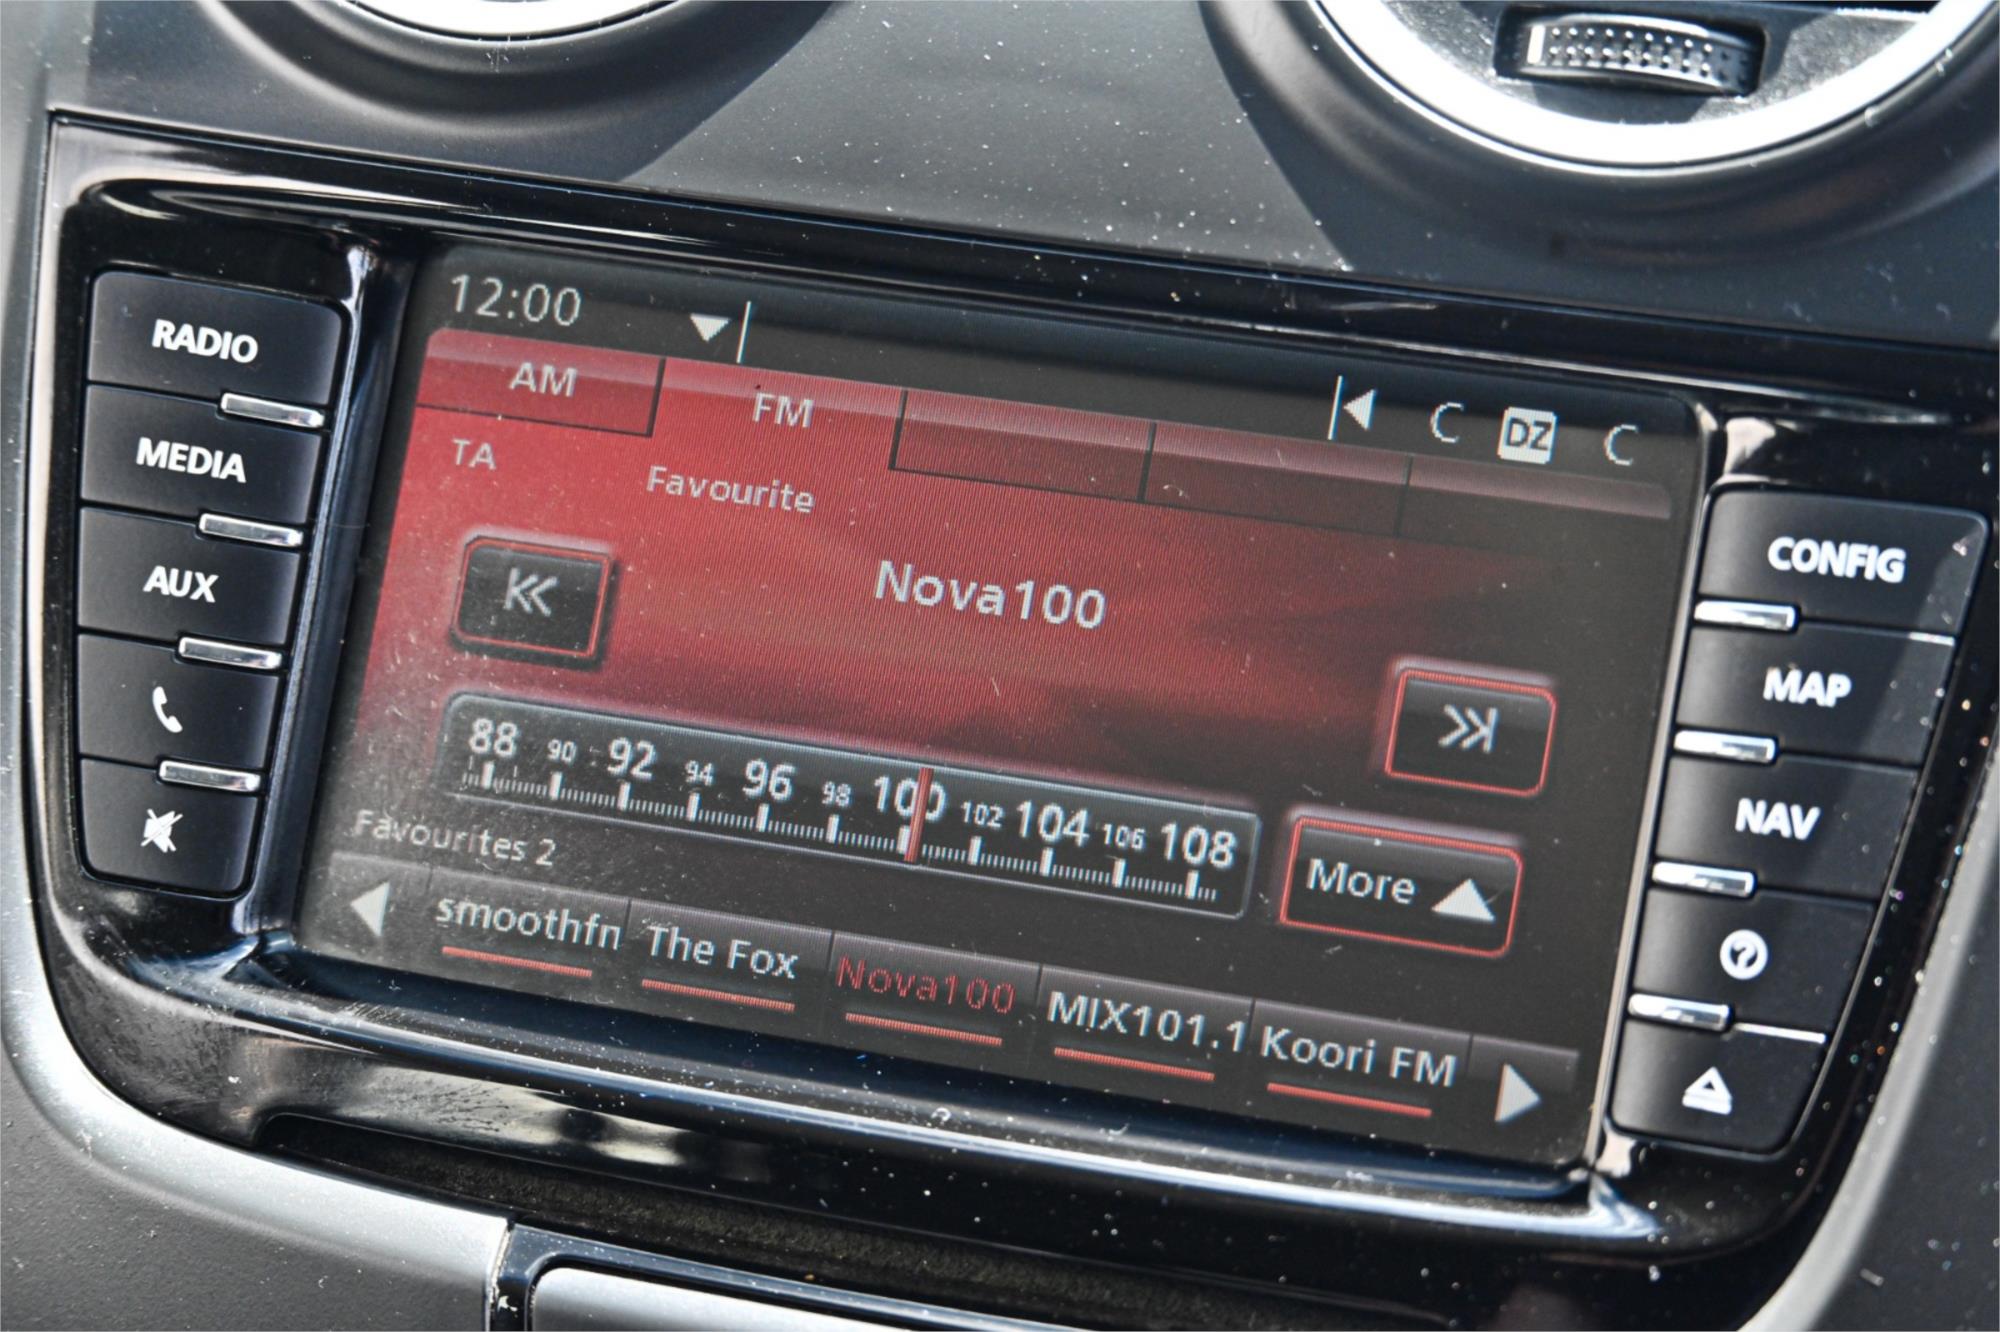 12:00
C DZ C
AM FM
TA
Favourite
Nova100
88 90 92 94 96 98 100 102 104 106 108
More
Favourites 2
smoothfn The Fox Nova100 MIX101.1 Koori FM
RADIO
MEDIA
AUX
CONFIG
MAP
NAV
?